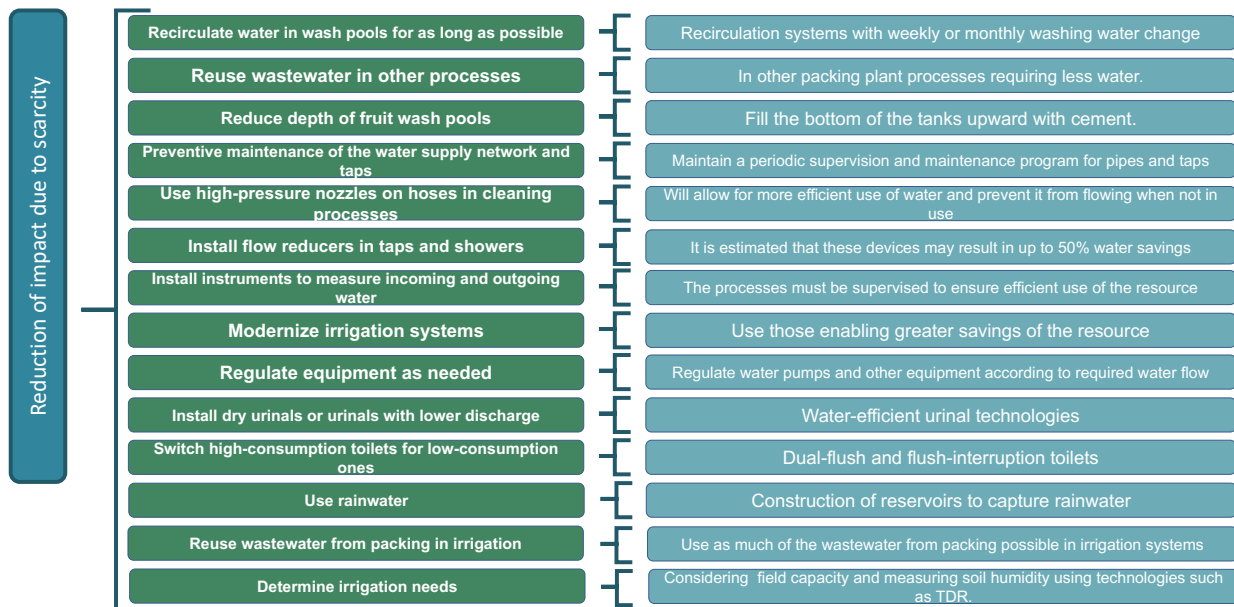 Reduction of impact due to scarcity
Recirculate water in wash pools for as long as possible
Recirculation systems with weekly or monthly washing water change
Reuse wastewater in other processes
In other packing plant processes requiring less water.
Reduce depth of fruit wash pools
Fill the bottom of the tanks upward with cement.
Preventive maintenance of the water supply network and
taps
Maintain a periodic supervision and maintenance program for pipes and taps
Use high-pressure nozzles on hoses in cleaning
processes
Will allow for more efficient use of water and prevent it from flowing when not in
use
Install flow reducers in taps and showers
It is estimated that these devices may result in up to 50% water savings
Install instruments to measure incoming and outgoing
water
The processes must be supervised to ensure efficient use of the resource
Modernize irrigation systems
Use those enabling greater savings of the resource
Regulate equipment as needed
Regulate water pumps and other equipment according to required water flow
Install dry urinals or urinals with lower discharge
Water-efficient urinal technologies
Switch high-consumption toilets for low-consumption
ones
Dual-flush and flush-interruption toilets
Use rainwater
Construction of reservoirs to capture rainwater
Reuse wastewater from packing in irrigation
Use as much of the wastewater from packing possible in irrigation systems
Determine irrigation needs
Considering field capacity and measuring soil humidity using technologies such
as TDR.